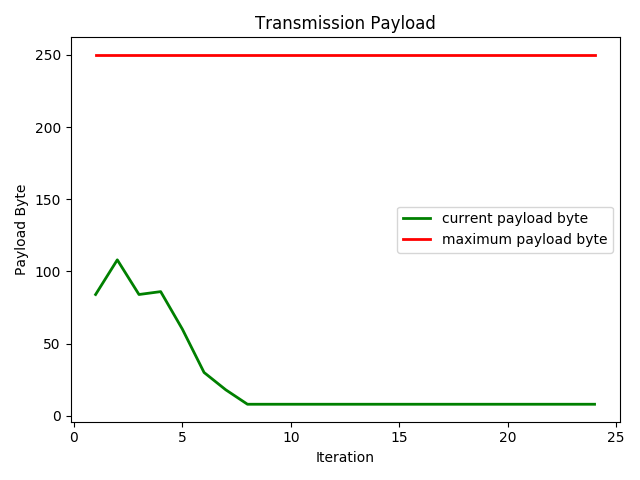 Transmission Payload
250
200
150
100
50
0
Payload Byte
current payload byte
maximum payload byte
0 5 10 15 20 25
Iteration